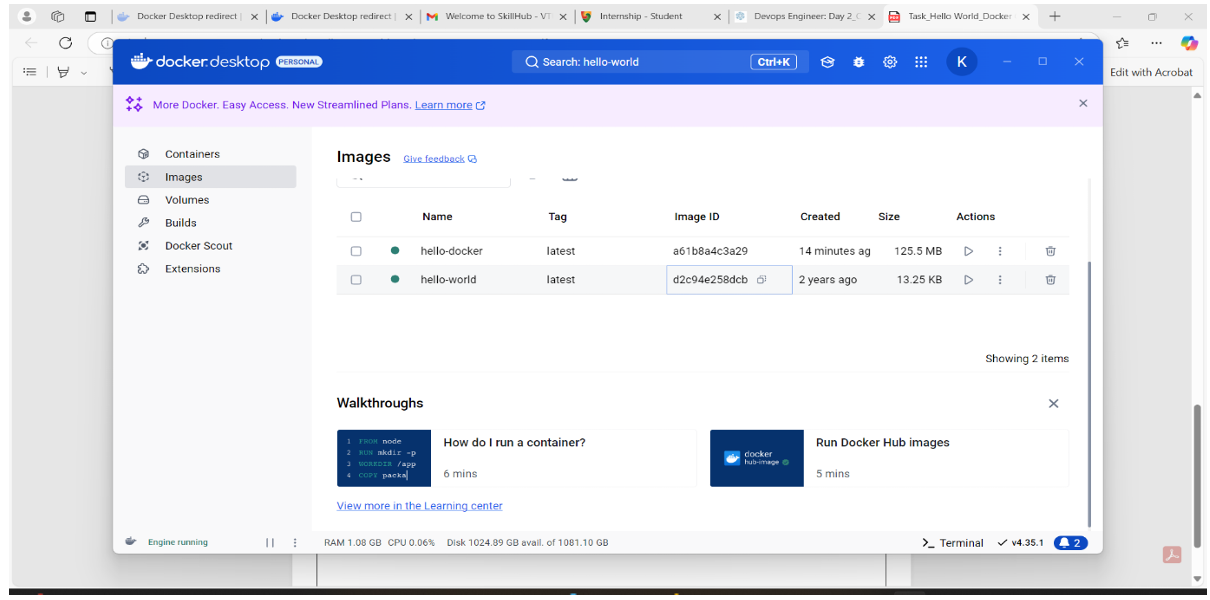 Docker Desktop redirect |
Docker Desktop redirect |
Welcome to SkillHub - VT
Internship - Student
Devops Engineer: Day 2_
Task_Hello World_Docker
Edit with Acrobat
docker.desktop PERSONAL
Search: hello-world Ctrl+K
K
More Docker. Easy Access. New Streamlined Plans. Learn more
Containers
Images
Volumes
Builds
Docker Scout
Extensions
Images Give feedback
Name Tag Image ID Created Size Actions
hello-docker latest a61b8a4c3a29 14 minutes ag 125.5 MB
hello-world latest d2c94e258dcb 2 years ago 13.25 KB
Showing 2 items
Walkthroughs
1 FROM node
2 RUN mkdir -p
3 WORKDIR /app
4 COPY packa
How do I run a container?
6 mins
docker
hub-image
Run Docker Hub images
5 mins
View more in the Learning center
Engine running
RAM 1.08 GB CPU 0.06% Disk 1024.89 GB avail. of 1081.10 GB
Terminal v4.35.1 2